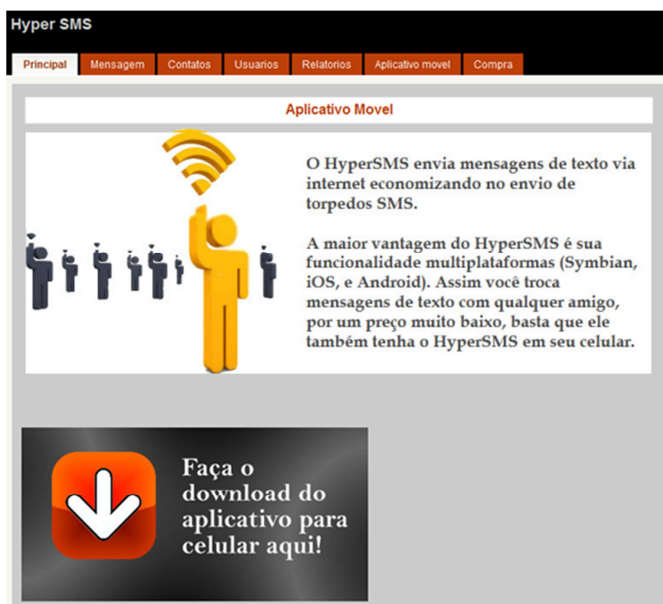 Hyper SMS
Principal Mensagem Contatos Usuarios Relatorios Aplicativo movel Compra
Aplicativo Movel
O HyperSMS envia mensagens de texto via
internet economizando no envio de
torpedos SMS.
A maior vantagem do HyperSMS é sua
funcionalidade multiplataformas (Symbian,
iOS, e Android). Assim você troca
mensagens de texto com qualquer amigo,
por um preço muito baixo, basta que ele
também tenha o HyperSMS em seu celular.
Faça o
download do
aplicativo para
celular aqui!